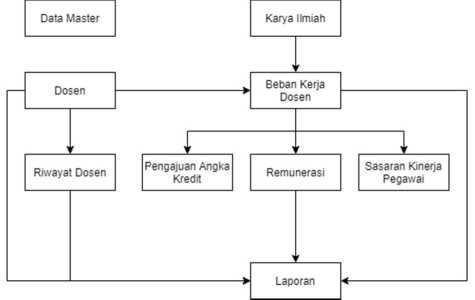 Data Master
Karya Ilmiah
Dosen
Beban Kerja
Dosen
Riwayat Dosen
Pengajuan Angka
Kredit
Remunerasi
Sasaran Kinerja
Pegawai
Laporan